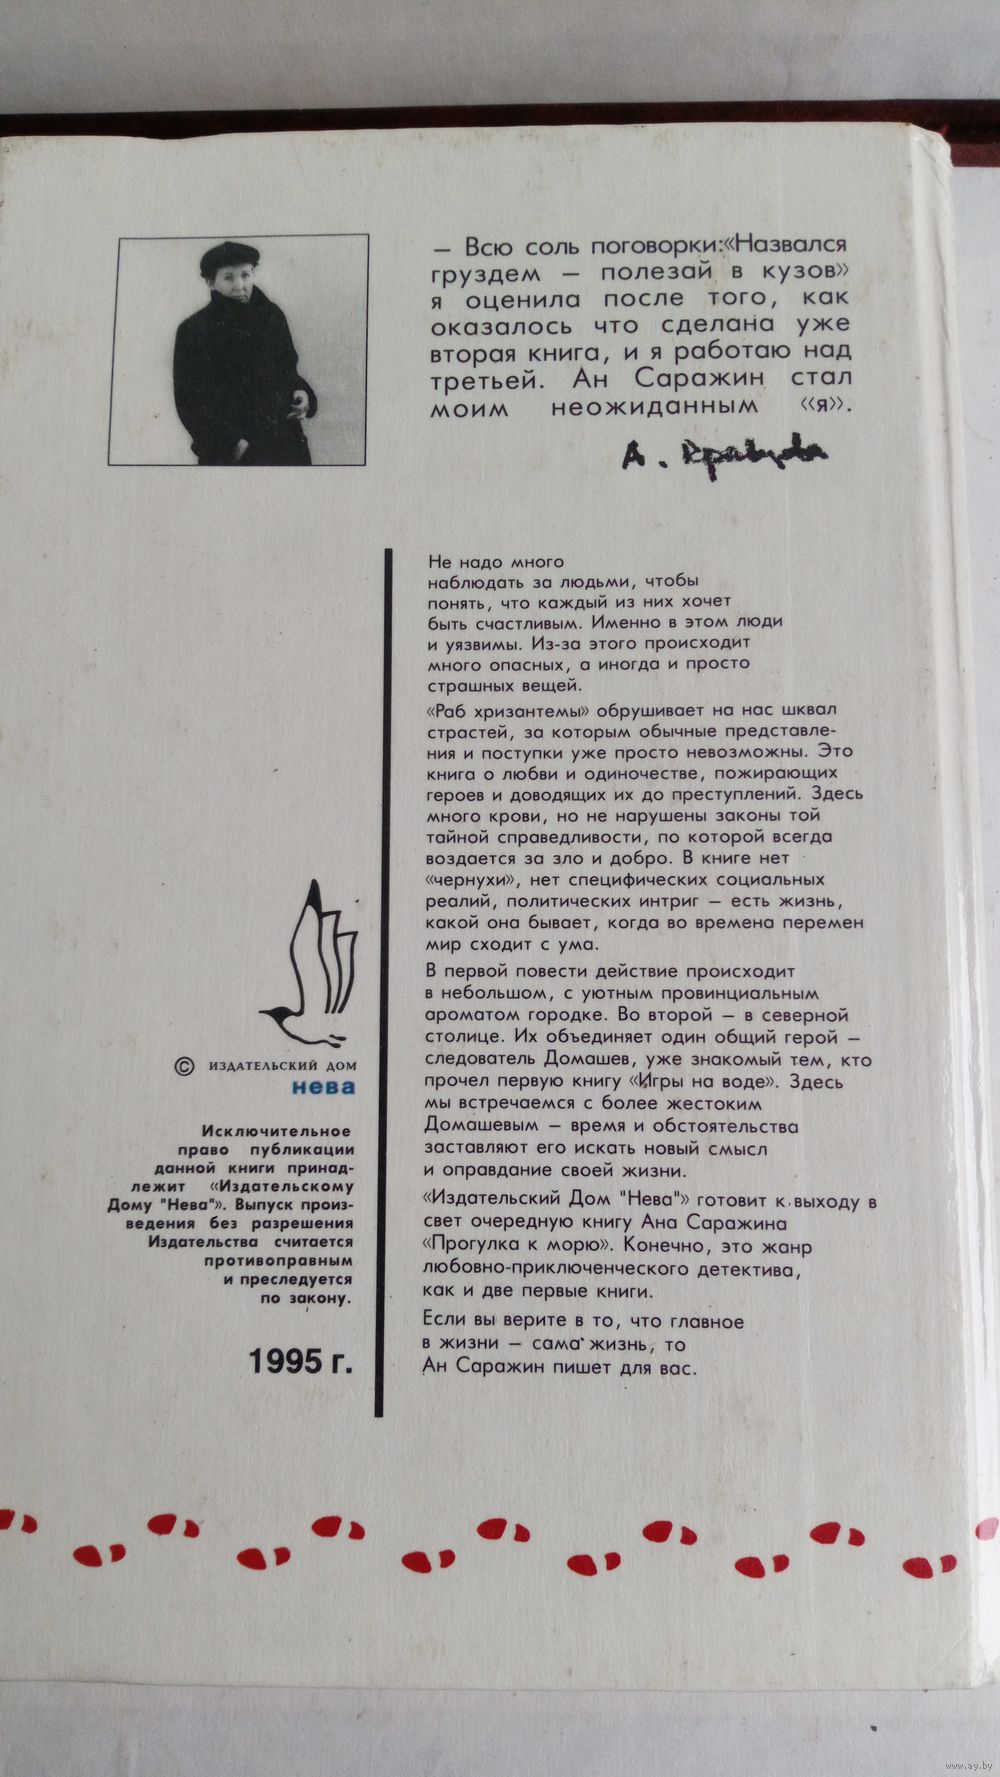 — Всю соль поговорки:«Назвался
груздем — полезай в кузов»
я оценила после того, как
оказалось что сделана уже
вторая книга, и я работаю над
третьей. Ан Саражин стал
моим неожиданным «я».
А. Кравцова
Не надо много
наблюдать за людьми, чтобы
понять, что каждый из них хочет
быть счастливым. Именно в этом люди
и уязвимы. Из-за этого происходит
много опасных, а иногда и просто
страшных вещей.
«Раб хризантемы» обрушивает на нас шквал
страстей, за которым обычные представле-
ния и поступки уже просто невозможны. Это
книга о любви и одиночестве, пожирающих
героев и доводящих их до преступлений. Здесь
много крови, но не нарушены законы той
тайной справедливости, по которой всегда
воздается за зло и добро. В книге нет
«чернухи», нет специфических социальных
реалий, политических интриг — есть жизнь,
какой она бывает, когда во времена перемен
мир сходит с ума.
В первой повести действие происходит
в небольшом, с уютным провинциальным
ароматом городке. Во второй — в северной
столице. Их объединяет один общий герой —
следователь Домашев, уже знакомый тем, кто
прочел первую книгу «Игры на воде». Здесь
мы встречаемся с более жестоким
Домашевым — время и обстоятельства
заставляют его искать новый смысл
и оправдание своей жизни.
«Издательский Дом "Нева"» готовит к выходу в
свет очередную книгу Ана Саражина
«Прогулка к морю». Конечно, это жанр
любовно-приключенческого детектива,
как и две первые книги.
Если вы верите в то, что главное
в жизни — сама жизнь, то
Ан Саражин пишет для вас.
© ИЗДАТЕЛЬСКИЙ ДОМ
нева
Исключительное
право публикации
данной книги принад-
лежит «Издательскому
Дому "Нева"». Выпуск произ-
ведения без разрешения
Издательства считается
противоправным
и преследуется
по закону.
1995 г.
www.ay.by